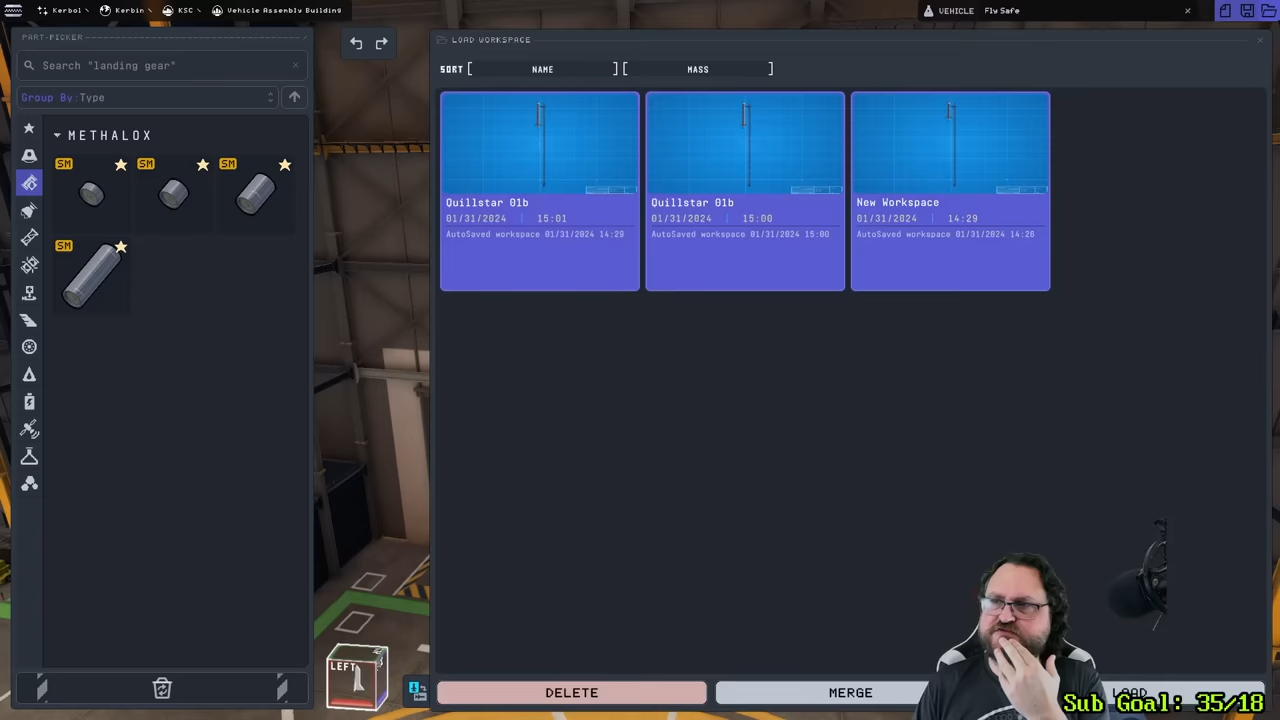 Kerbol
Kerbin
KSC
Vehicle Assembly Building
VEHICLE
Fly Safe
PART-PICKER
LOAD WORKSPACE
Search "landing gear"
SORT
NAME
MASS
Group By: Type
METHALOX
SM
SM
SM
SM
Quillstar 01b
01/31/2024 | 15:01
AutoSaved workspace 01/31/2024 14:29
Quillstar 01b
01/31/2024 | 15:00
AutoSaved workspace 01/31/2024 15:00
New Workspace
01/31/2024 | 14:29
AutoSaved workspace 01/31/2024 14:26
LEFT
DELETE
MERGE
LOAD
Sub Goal: 35/18